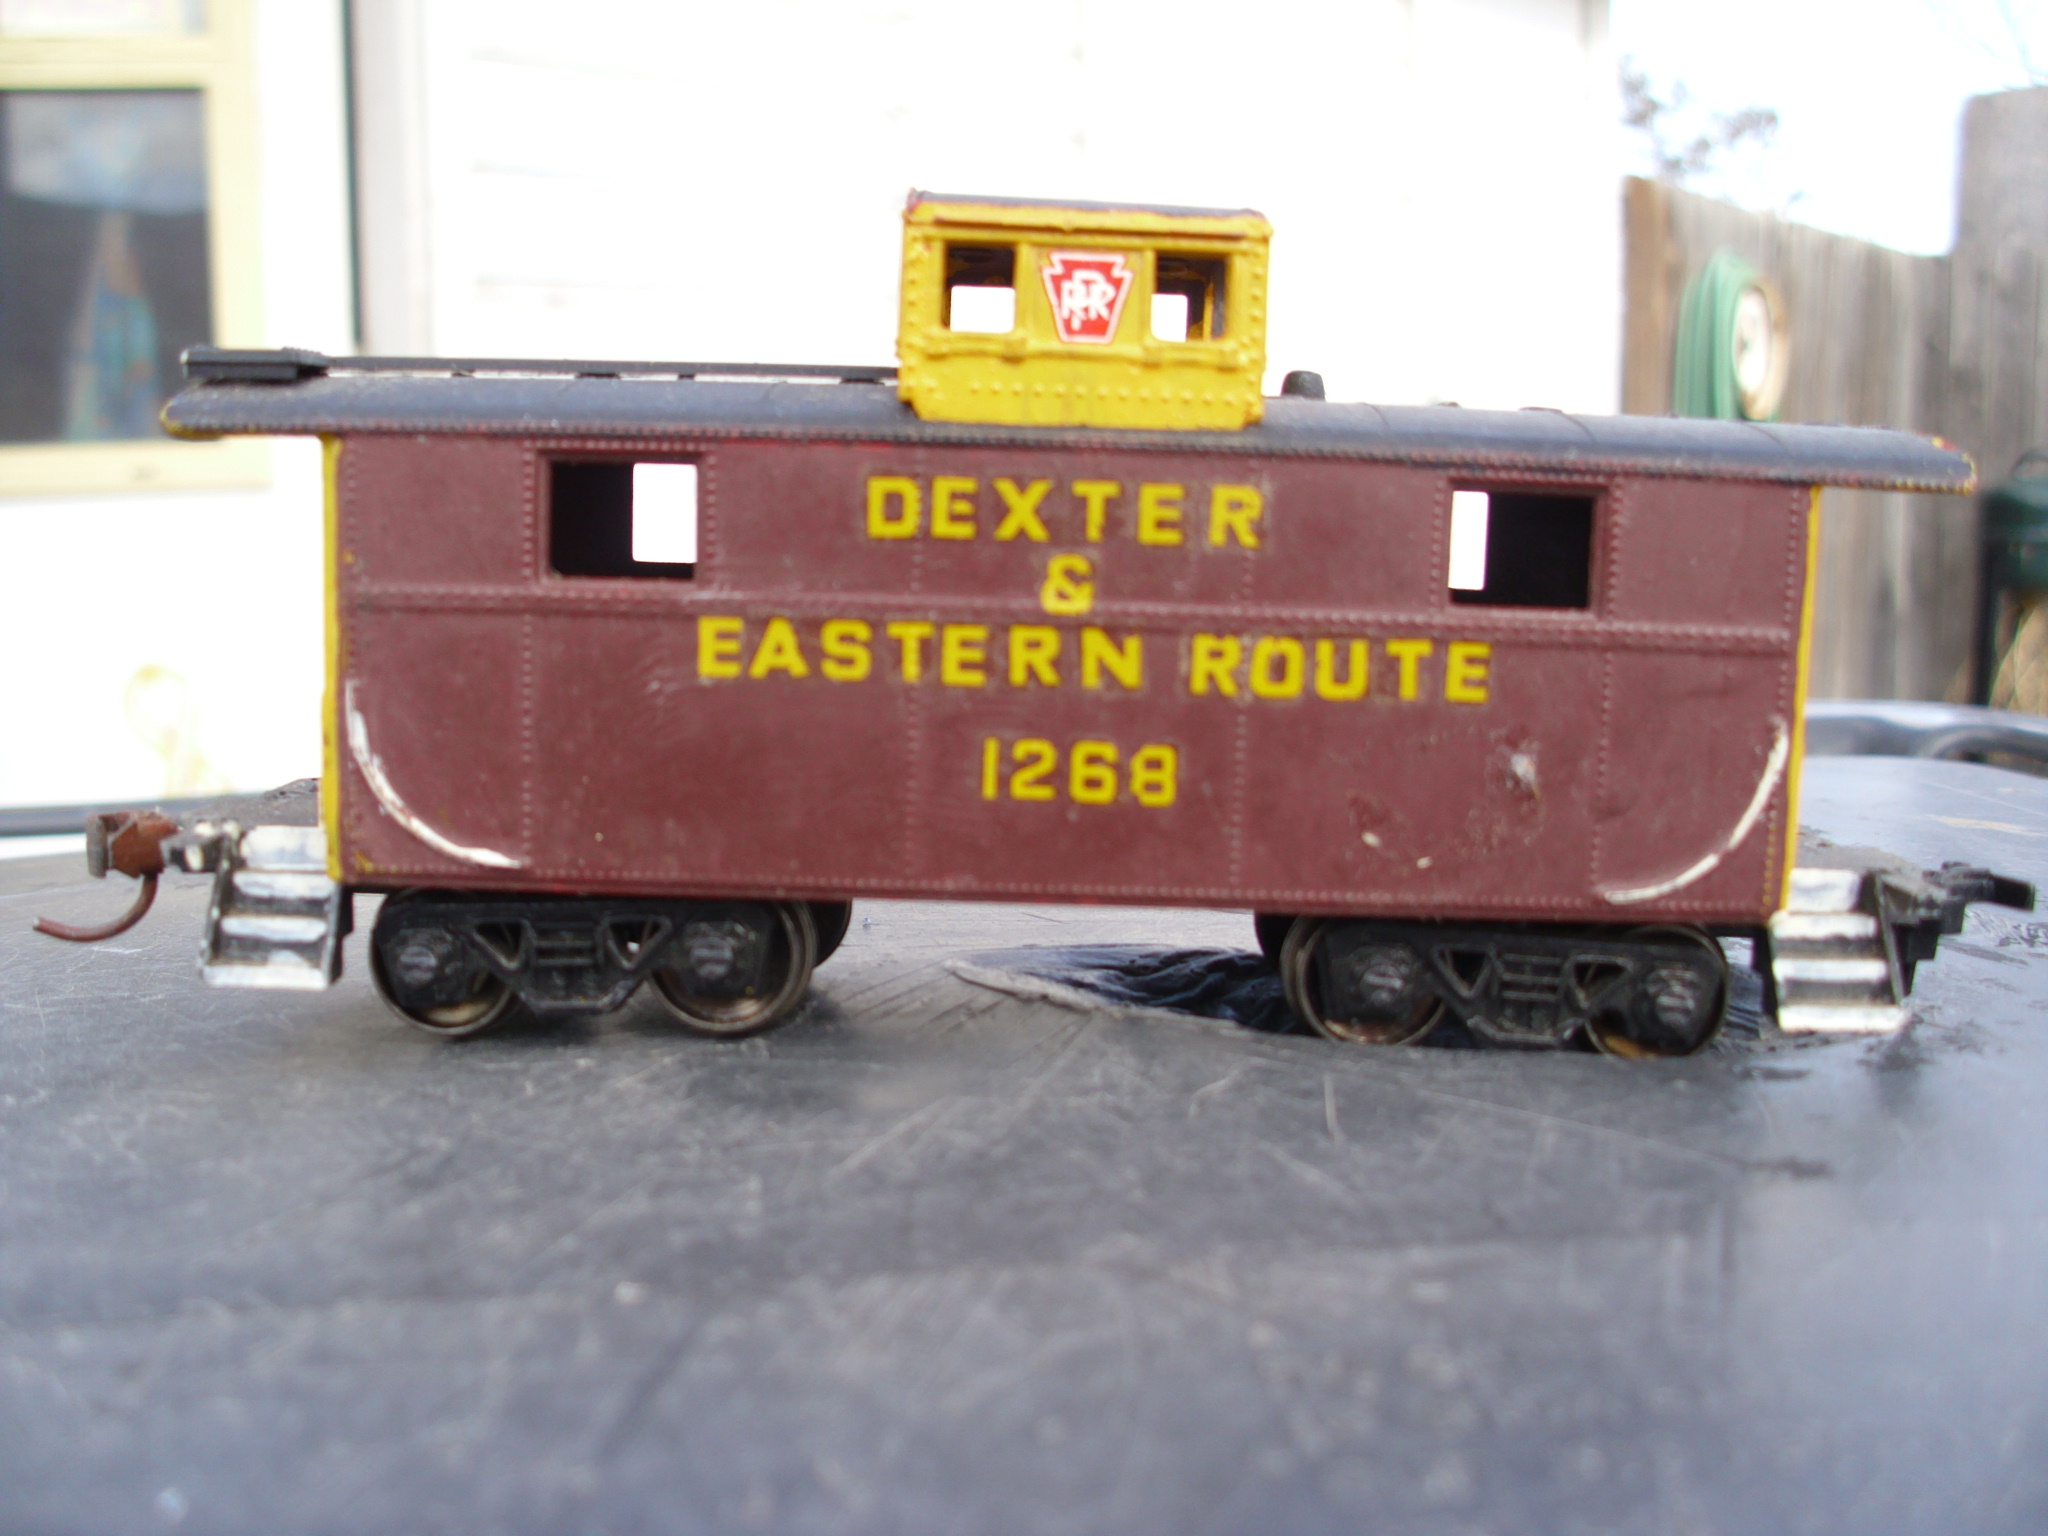 PRR
DEXTER
&
EASTERN ROUTE
1268